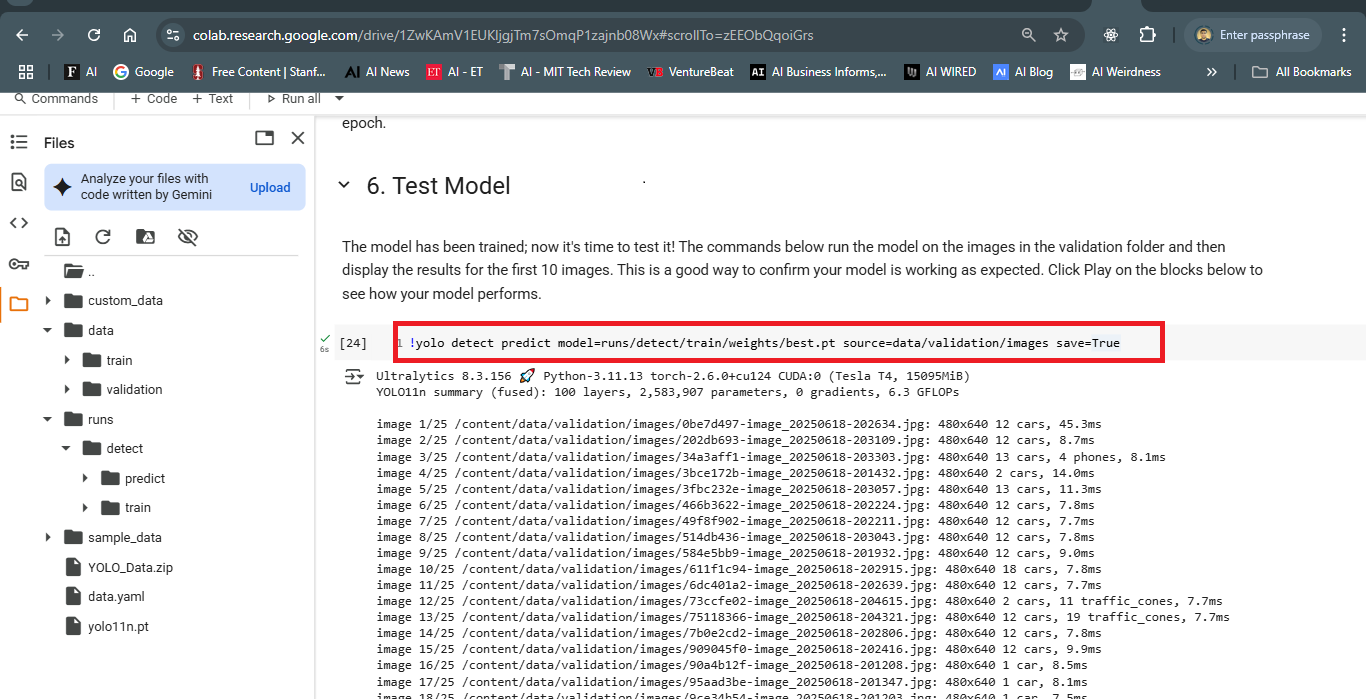 colab.research.google.com/drive/1ZwKAmV1EUKIjgjTm7sOmqP1zajnb08Wx#scrollTo=zEEObQqoiGrs
Enter passphrase
F AI
Google
Free Content | Stanf...
AI AI News
ET AI - ET
AI - MIT Tech Review
VB VentureBeat
AI AI Business Informs,...
AI WIRED
AI AI Blog
AI Weirdness
»
All Bookmarks
Commands
+ Code
+ Text
Run all
Files
Analyze your files with
code written by Gemini
Upload
..
custom_data
data
train
validation
runs
detect
predict
train
sample_data
YOLO_Data.zip
data.yaml
yolo11n.pt
epoch.
6. Test Model
The model has been trained; now it's time to test it! The commands below run the model on the images in the validation folder and then
display the results for the first 10 images. This is a good way to confirm your model is working as expected. Click Play on the blocks below to
see how your model performs.
6s
[24]
1 !yolo detect predict model=runs/detect/train/weights/best.pt source=data/validation/images save=True
Ultralytics 8.3.156 🚀 Python-3.11.13 torch-2.6.0+cu124 CUDA:0 (Tesla T4, 15095MiB)
YOLO11n summary (fused): 100 layers, 2,583,907 parameters, 0 gradients, 6.3 GFLOPs
image 1/25 /content/data/validation/images/0be7d497-image_20250618-202634.jpg: 480x640 12 cars, 45.3ms
image 2/25 /content/data/validation/images/202db693-image_20250618-203109.jpg: 480x640 12 cars, 8.7ms
image 3/25 /content/data/validation/images/34a3aff1-image_20250618-203303.jpg: 480x640 13 cars, 4 phones, 8.1ms
image 4/25 /content/data/validation/images/3bce172b-image_20250618-201432.jpg: 480x640 2 cars, 14.0ms
image 5/25 /content/data/validation/images/3fbc232e-image_20250618-203057.jpg: 480x640 13 cars, 11.3ms
image 6/25 /content/data/validation/images/466b3622-image_20250618-202224.jpg: 480x640 12 cars, 7.8ms
image 7/25 /content/data/validation/images/49f8f902-image_20250618-202211.jpg: 480x640 12 cars, 7.7ms
image 8/25 /content/data/validation/images/514db436-image_20250618-203043.jpg: 480x640 12 cars, 7.8ms
image 9/25 /content/data/validation/images/584e5bb9-image_20250618-201932.jpg: 480x640 12 cars, 9.0ms
image 10/25 /content/data/validation/images/611f1c94-image_20250618-202915.jpg: 480x640 18 cars, 7.8ms
image 11/25 /content/data/validation/images/6dc401a2-image_20250618-202639.jpg: 480x640 12 cars, 7.7ms
image 12/25 /content/data/validation/images/73ccfe02-image_20250618-204615.jpg: 480x640 2 cars, 11 traffic_cones, 7.7ms
image 13/25 /content/data/validation/images/75118366-image_20250618-204321.jpg: 480x640 12 cars, 19 traffic_cones, 7.7ms
image 14/25 /content/data/validation/images/7b0e2cd2-image_20250618-202806.jpg: 480x640 12 cars, 7.8ms
image 15/25 /content/data/validation/images/909045f0-image_20250618-202416.jpg: 480x640 12 cars, 9.9ms
image 16/25 /content/data/validation/images/90a4b12f-image_20250618-201208.jpg: 480x640 1 car, 8.5ms
image 17/25 /content/data/validation/images/95aad3be-image_20250618-201347.jpg: 480x640 1 car, 8.1ms
image 18/25 /content/data/validation/images/9ce34b54-image_20250618-201203.jpg: 480x640 1 car, 7.5ms